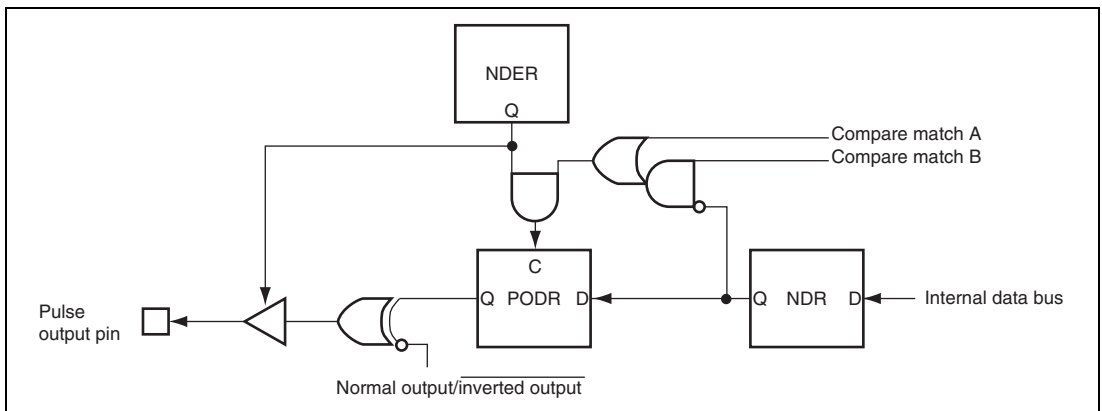 NDER
Q
Compare match A
Compare match B
C
Q PODR D
Q NDR D
Internal data bus
Pulse
output pin
Normal output/inverted output